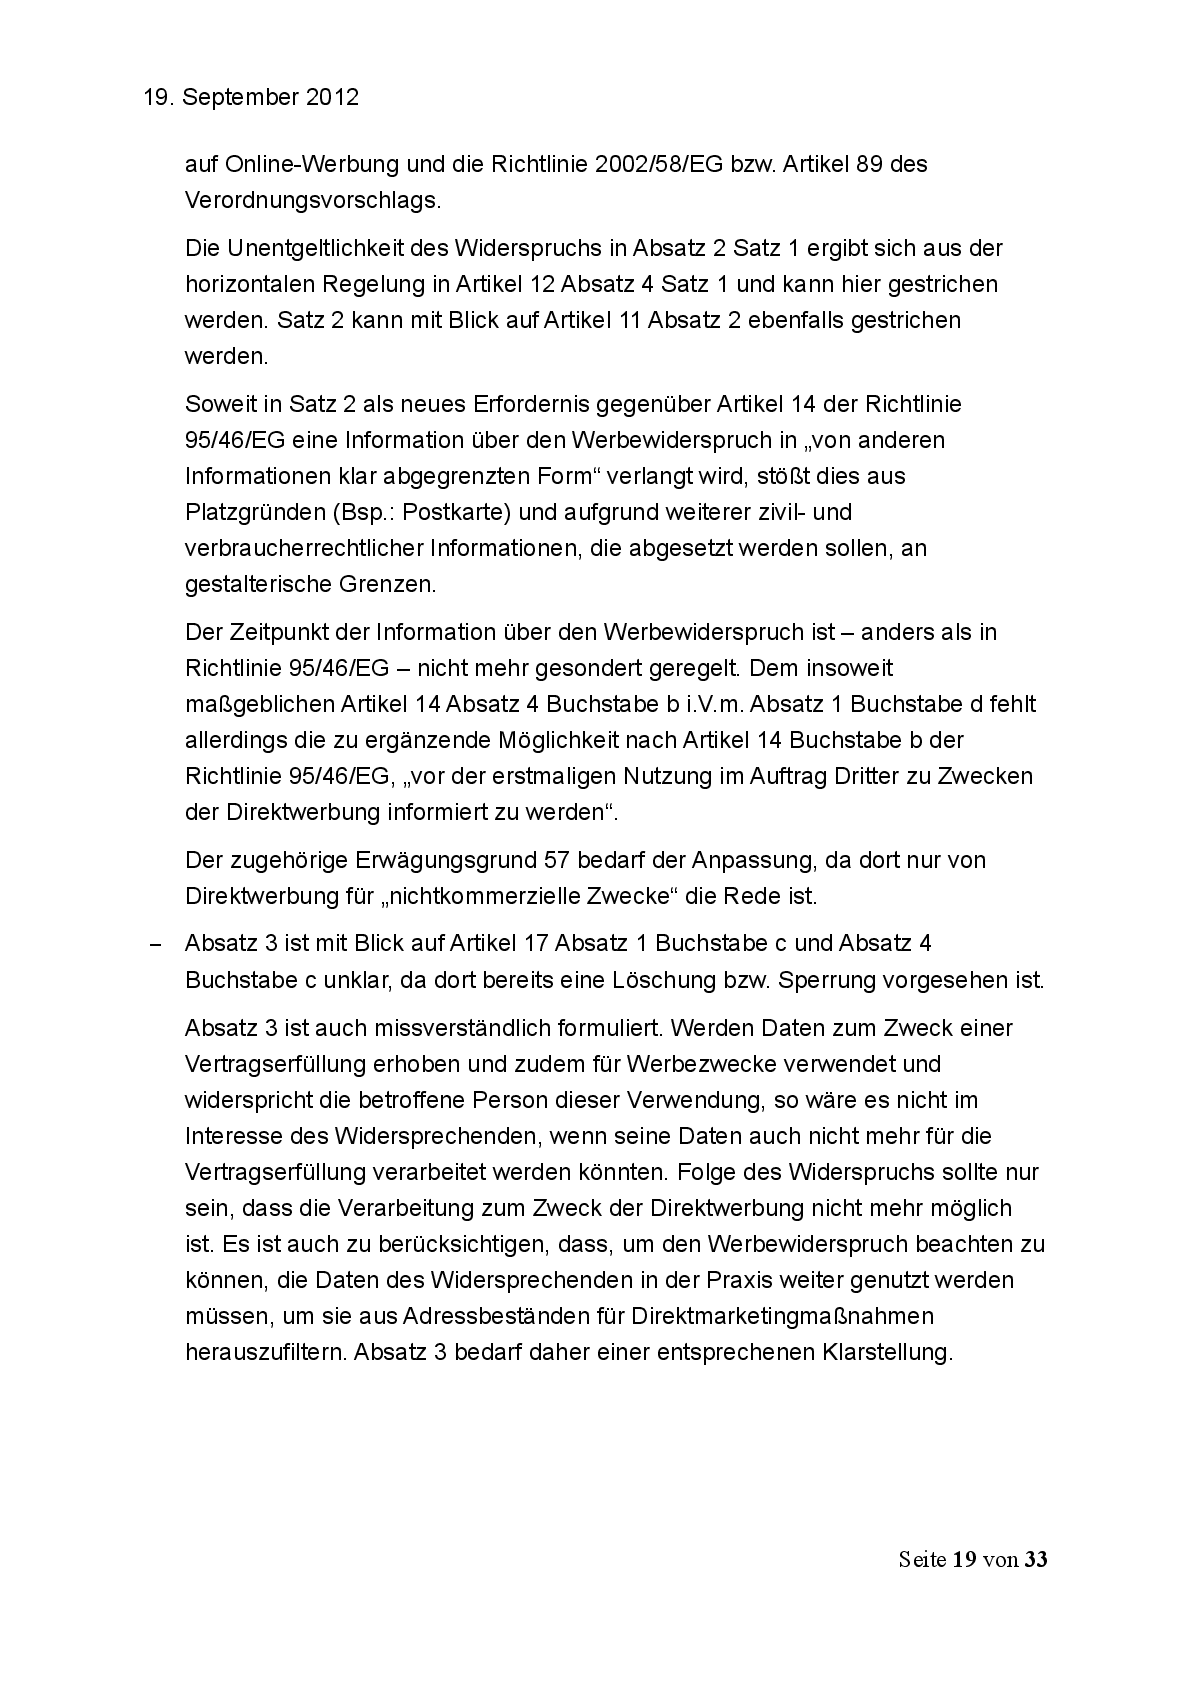 19. September 2012
auf Online-Werbung und die Richtlinie 2002/58/EG bzw. Artikel 89 des
Verordnungsvorschlags.
Die Unentgeltlichkeit des Widerspruchs in Absatz 2 Satz 1 ergibt sich aus der
horizontalen Regelung in Artikel 12 Absatz 4 Satz 1 und kann hier gestrichen
werden. Satz 2 kann mit Blick auf Artikel 11 Absatz 2 ebenfalls gestrichen
werden.
Soweit in Satz 2 als neues Erfordernis gegenüber Artikel 14 der Richtlinie
95/46/EG eine Information über den Werbewiderspruch in „von anderen
Informationen klar abgegrenzten Form“ verlangt wird, stößt dies aus
Platzgründen (Bsp.: Postkarte) und aufgrund weiterer zivil- und
verbraucherrechtlicher Informationen, die abgesetzt werden sollen, an
gestalterische Grenzen.
Der Zeitpunkt der Information über den Werbewiderspruch ist – anders als in
Richtlinie 95/46/EG – nicht mehr gesondert geregelt. Dem insoweit
maßgeblichen Artikel 14 Absatz 4 Buchstabe b i.V.m. Absatz 1 Buchstabe d fehlt
allerdings die zu ergänzende Möglichkeit nach Artikel 14 Buchstabe b der
Richtlinie 95/46/EG, „vor der erstmaligen Nutzung im Auftrag Dritter zu Zwecken
der Direktwerbung informiert zu werden“.
Der zugehörige Erwägungsgrund 57 bedarf der Anpassung, da dort nur von
Direktwerbung für „nichtkommerzielle Zwecke“ die Rede ist.
– Absatz 3 ist mit Blick auf Artikel 17 Absatz 1 Buchstabe c und Absatz 4
Buchstabe c unklar, da dort bereits eine Löschung bzw. Sperrung vorgesehen ist.
Absatz 3 ist auch missverständlich formuliert. Werden Daten zum Zweck einer
Vertragserfüllung erhoben und zudem für Werbezwecke verwendet und
widerspricht die betroffene Person dieser Verwendung, so wäre es nicht im
Interesse des Widersprechenden, wenn seine Daten auch nicht mehr für die
Vertragserfüllung verarbeitet werden könnten. Folge des Widerspruchs sollte nur
sein, dass die Verarbeitung zum Zweck der Direktwerbung nicht mehr möglich
ist. Es ist auch zu berücksichtigen, dass, um den Werbewiderspruch beachten zu
können, die Daten des Widersprechenden in der Praxis weiter genutzt werden
müssen, um sie aus Adressbeständen für Direktmarketingmaßnahmen
herauszufiltern. Absatz 3 bedarf daher einer entsprechenen Klarstellung.
Seite 19 von 33